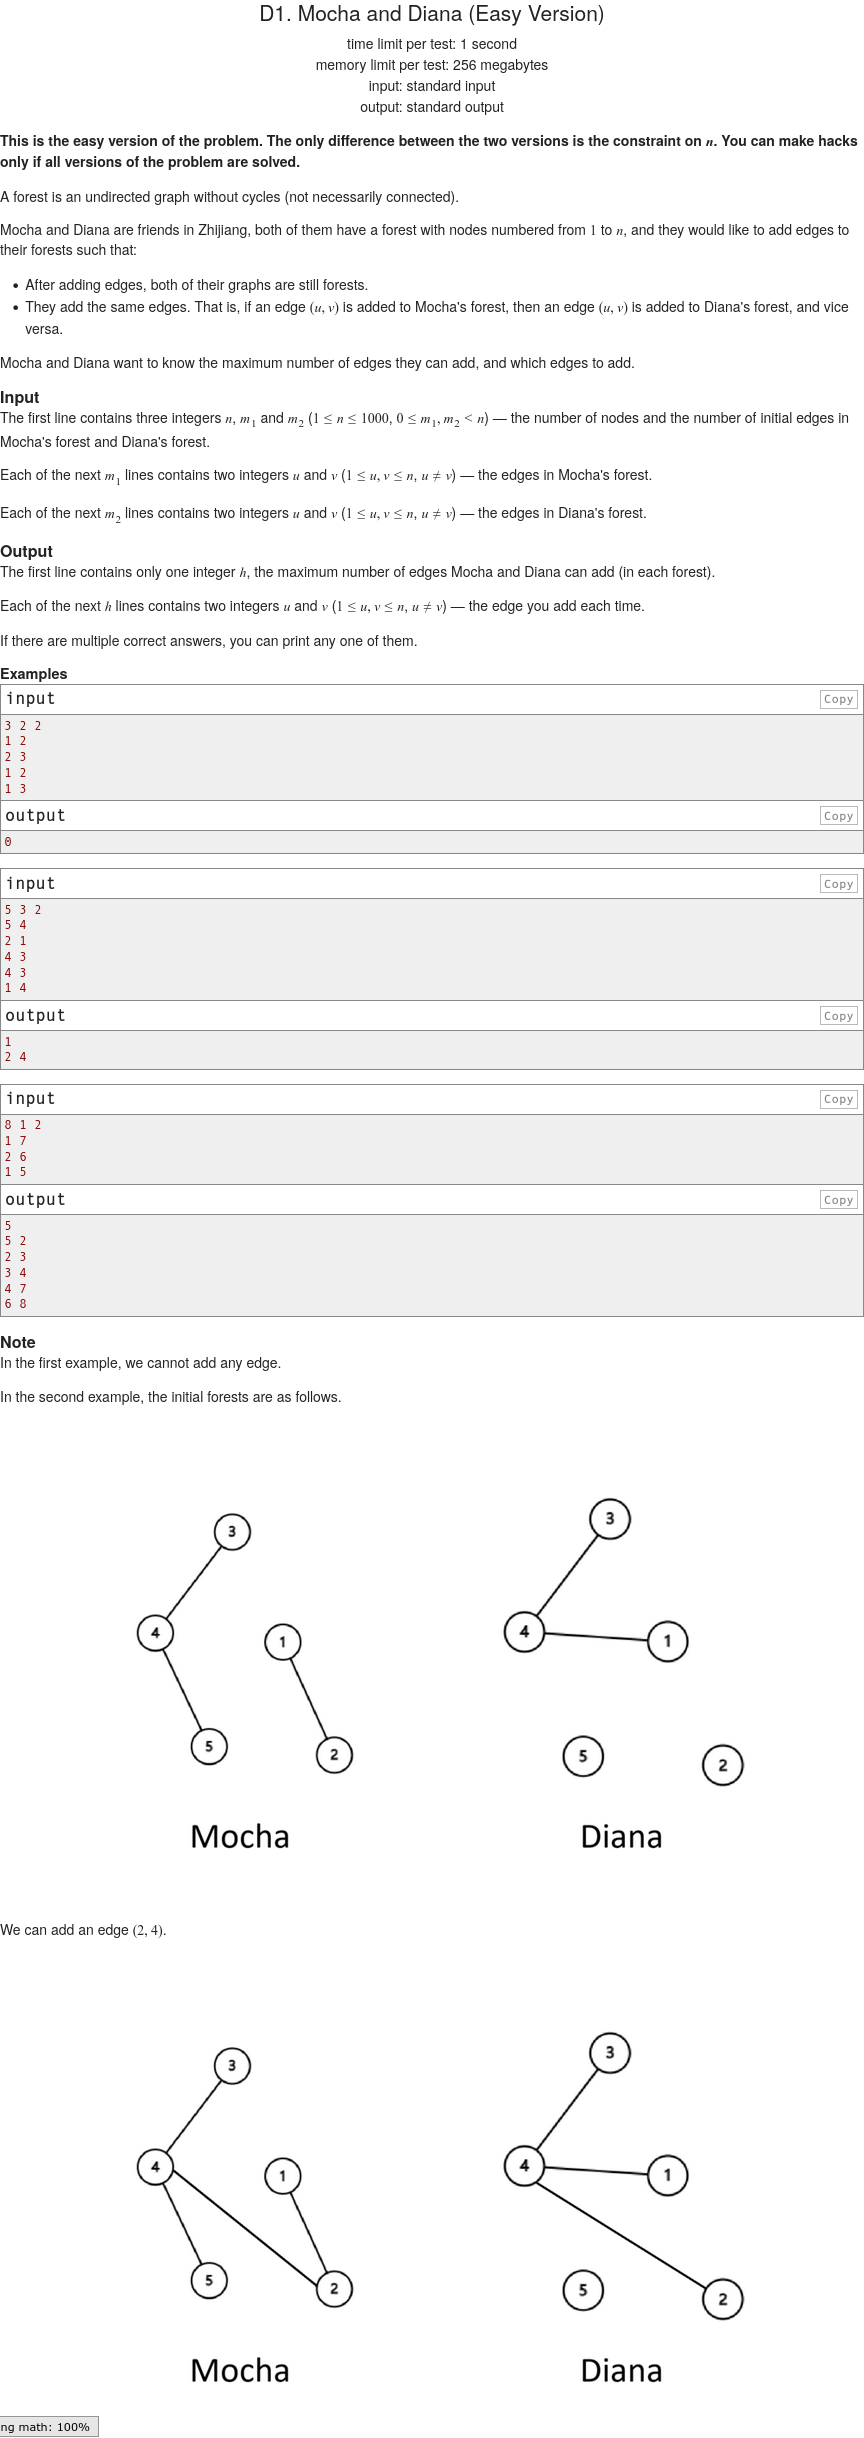 D1. Mocha and Diana (Easy Version)
time limit per test: 1 second
memory limit per test: 256 megabytes
input: standard input
output: standard output
This is the easy version of the problem. The only difference between the two versions is the constraint on n. You can make hacks
only if all versions of the problem are solved.
A forest is an undirected graph without cycles (not necessarily connected).
Mocha and Diana are friends in Zhijiang, both of them have a forest with nodes numbered from 1 to n, and they would like to add edges to
their forests such that:
• After adding edges, both of their graphs are still forests.
• They add the same edges. That is, if an edge (u, v) is added to Mocha's forest, then an edge (u, v) is added to Diana's forest, and vice
versa.
Mocha and Diana want to know the maximum number of edges they can add, and which edges to add.
Input
The first line contains three integers n, m1 and m2 (1 ≤ n ≤ 1000, 0 ≤ m1, m2 < n) — the number of nodes and the number of initial edges in
Mocha's forest and Diana's forest.
Each of the next m1 lines contains two integers u and v (1 ≤ u, v ≤ n, u ≠ v) — the edges in Mocha's forest.
Each of the next m2 lines contains two integers u and v (1 ≤ u, v ≤ n, u ≠ v) — the edges in Diana's forest.
Output
The first line contains only one integer h, the maximum number of edges Mocha and Diana can add (in each forest).
Each of the next h lines contains two integers u and v (1 ≤ u, v ≤ n, u ≠ v) — the edge you add each time.
If there are multiple correct answers, you can print any one of them.
Examples
input Copy
3 2 2
1 2
2 3
1 2
1 3
output Copy
0
input Copy
5 3 2
5 4
2 1
4 3
4 3
1 4
output Copy
1
2 4
input Copy
8 1 2
1 7
2 6
1 5
output Copy
5
5 2
2 3
3 4
4 7
6 8
Note
In the first example, we cannot add any edge.
In the second example, the initial forests are as follows.
3 3
4 1 4 1
5 2 5 2
Mocha Diana
We can add an edge (2, 4).
3 3
4 1 4 1
5 2 5 2
Mocha Diana
ng math: 100%